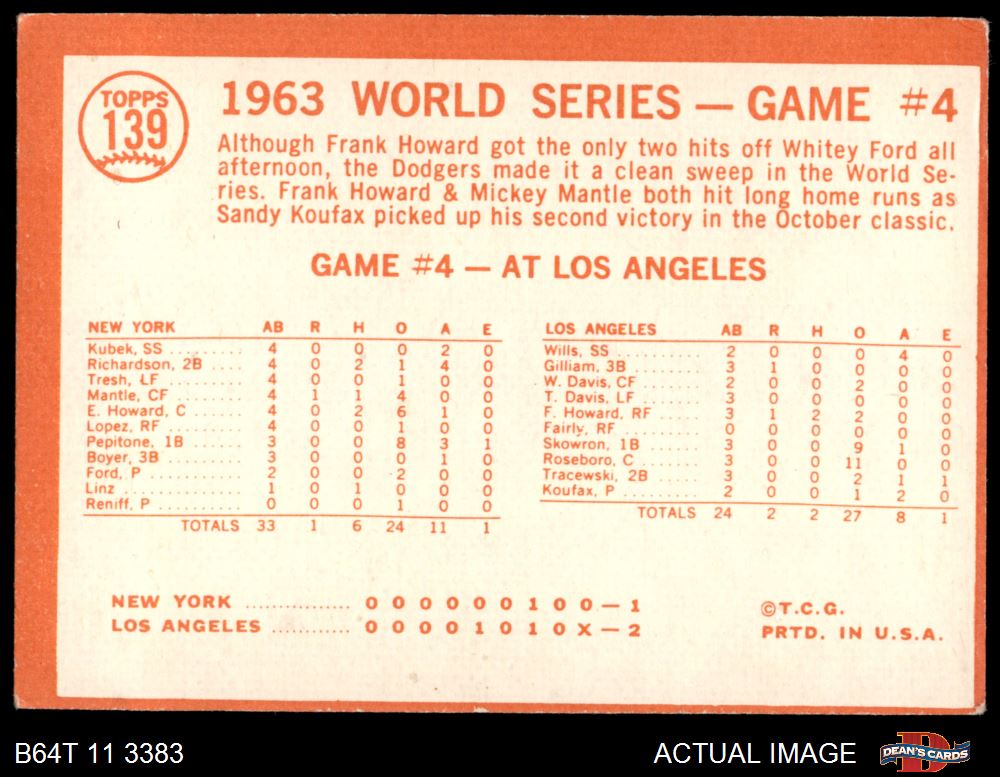 TOPPS
139
1963 WORLD SERIES — GAME #4
Although Frank Howard got the only two hits off Whitey Ford all
afternoon, the Dodgers made it a clean sweep in the World Se-
ries. Frank Howard & Mickey Mantle both hit long home runs as
Sandy Koufax picked up his second victory in the October classic.
GAME #4 — AT LOS ANGELES
NEW YORK AB R H O A E
Kubek, SS ......... 4 0 0 0 2 0
Richardson, 2B .... 4 0 2 1 4 0
Tresh, LF ......... 4 0 0 1 0 0
Mantle, CF ........ 4 1 1 4 0 0
E. Howard, C ...... 4 0 2 6 1 0
Lopez, RF ......... 4 0 0 1 0 0
Pepitone, 1B ...... 3 0 0 8 3 1
Boyer, 3B ......... 3 0 0 0 1 0
Ford, P ........... 2 0 0 2 0 0
Linz .............. 1 0 1 0 0 0
Reniff, P ......... 0 0 0 1 0 0
TOTALS 33 1 6 24 11 1
LOS ANGELES AB R H O A E
Wills, SS ......... 2 0 0 0 4 0
Gilliam, 3B ....... 3 1 0 0 0 0
W. Davis, CF ...... 2 0 0 2 0 0
T. Davis, LF ...... 3 0 0 0 0 0
F. Howard, RF ..... 3 1 2 2 0 0
Fairly, RF ........ 0 0 0 0 0 0
Skowron, 1B ....... 3 0 0 9 1 0
Roseboro, C ....... 3 0 0 11 0 0
Tracewski, 2B ..... 3 0 0 2 1 1
Koufax, P ......... 2 0 0 1 2 0
TOTALS 24 2 2 27 8 1
NEW YORK ............... 0 0 0 0 0 0 1 0 0 — 1
LOS ANGELES ............ 0 0 0 0 1 0 1 0 X — 2
©T.C.G.
PRTD. IN U.S.A.
B64T 11 3383
ACTUAL IMAGE
DEAN'S CARDS